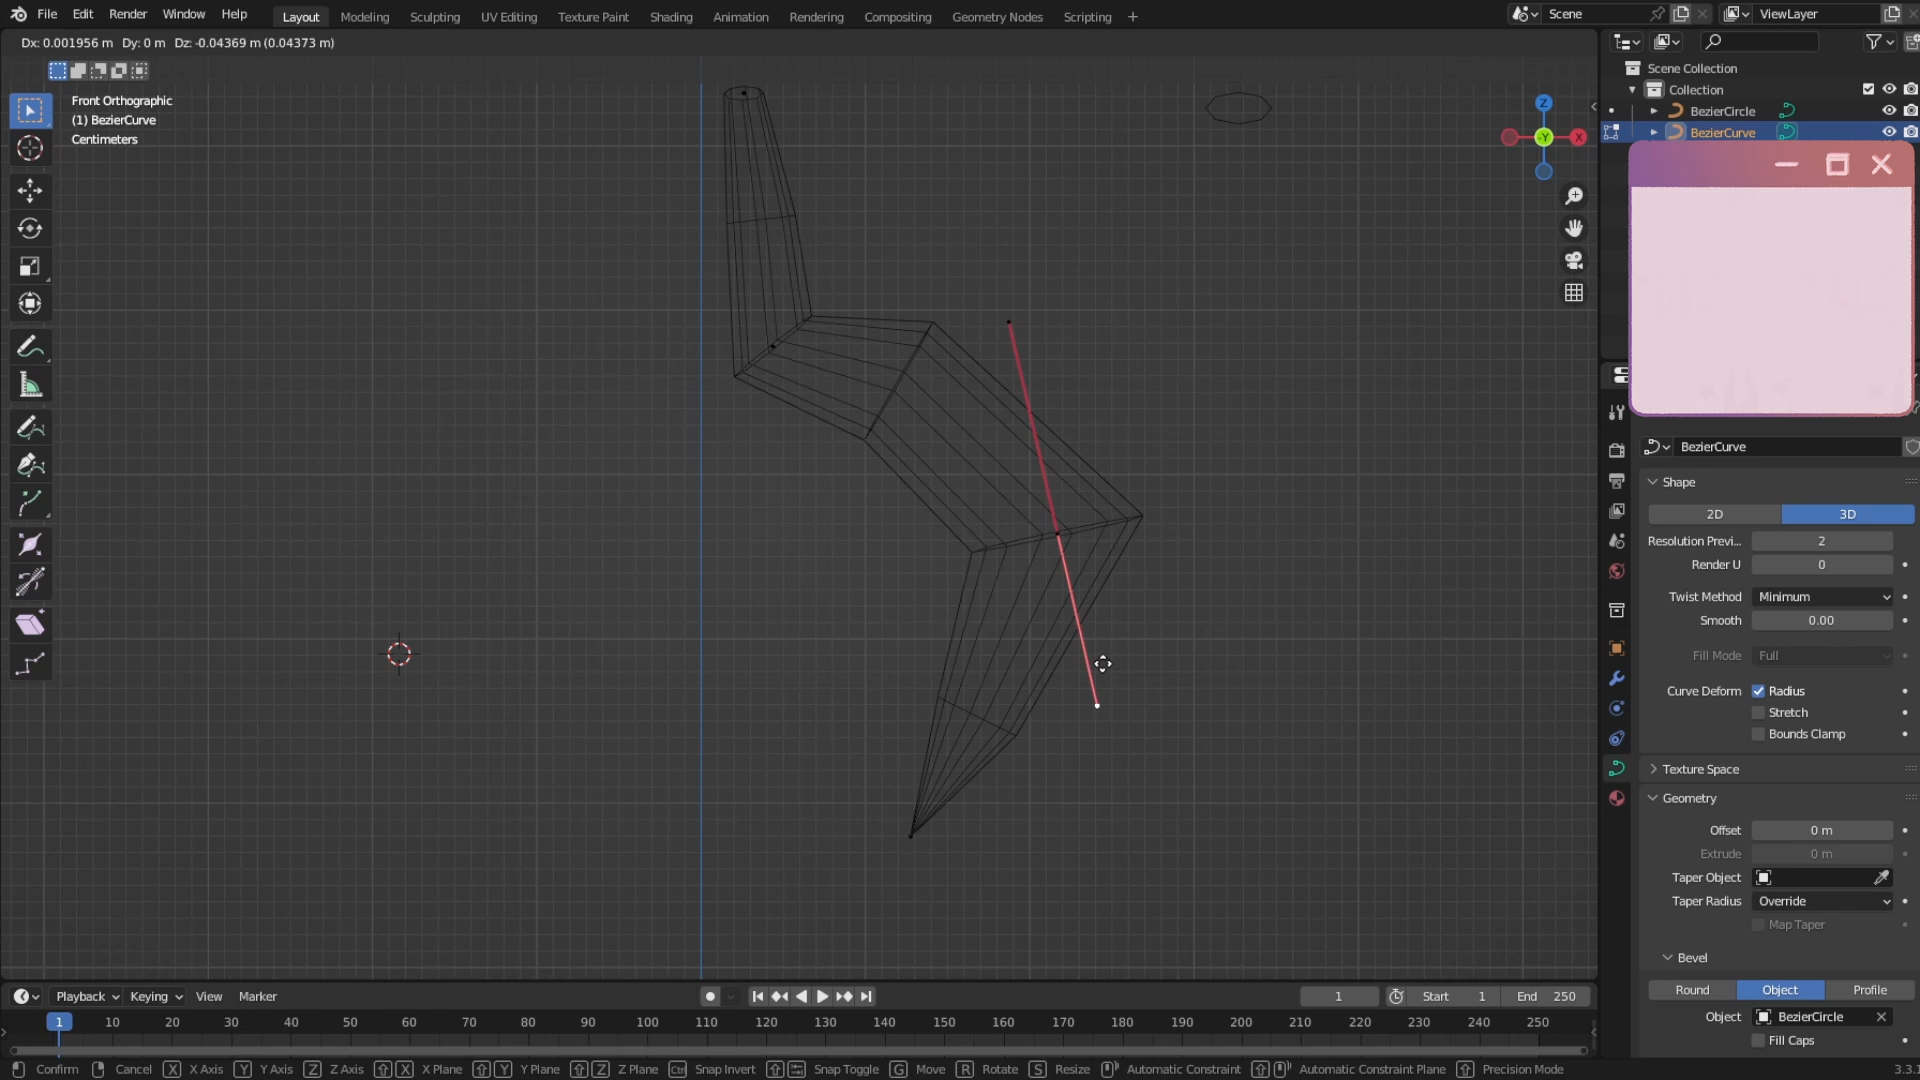 File Edit Render Window Help
Layout Modeling Sculpting UV Editing Texture Paint Shading Animation Rendering Compositing Geometry Nodes Scripting +
Scene
ViewLayer
Dx: 0.001956 m Dy: 0 m Dz: -0.04369 m (0.04373 m)
Front Orthographic
(1) BezierCurve
Centimeters
Z
-Y
X
Scene Collection
Collection
BezierCircle
BezierCurve
BezierCurve
Shape
2D 3D
Resolution Previ... 2
Render U 0
Twist Method Minimum
Smooth 0.00
Fill Mode Full
Curve Deform Radius
Stretch
Bounds Clamp
Texture Space
Geometry
Offset 0 m
Extrude 0 m
Taper Object
Taper Radius Override
Map Taper
Bevel
Round Object Profile
Object BezierCircle
Fill Caps
Playback Keying View Marker
1 Start 1 End 250
1 10 20 30 40 50 60 70 80 90 100 110 120 130 140 150 160 170 180 190 200 210 220 230 240 250
Confirm Cancel X X Axis Y Y Axis Z Z Axis X X Plane Y Y Plane Z Z Plane Ctrl Snap Invert Snap Toggle G Move R Rotate S Resize Automatic Constraint Automatic Constraint Plane Precision Mode